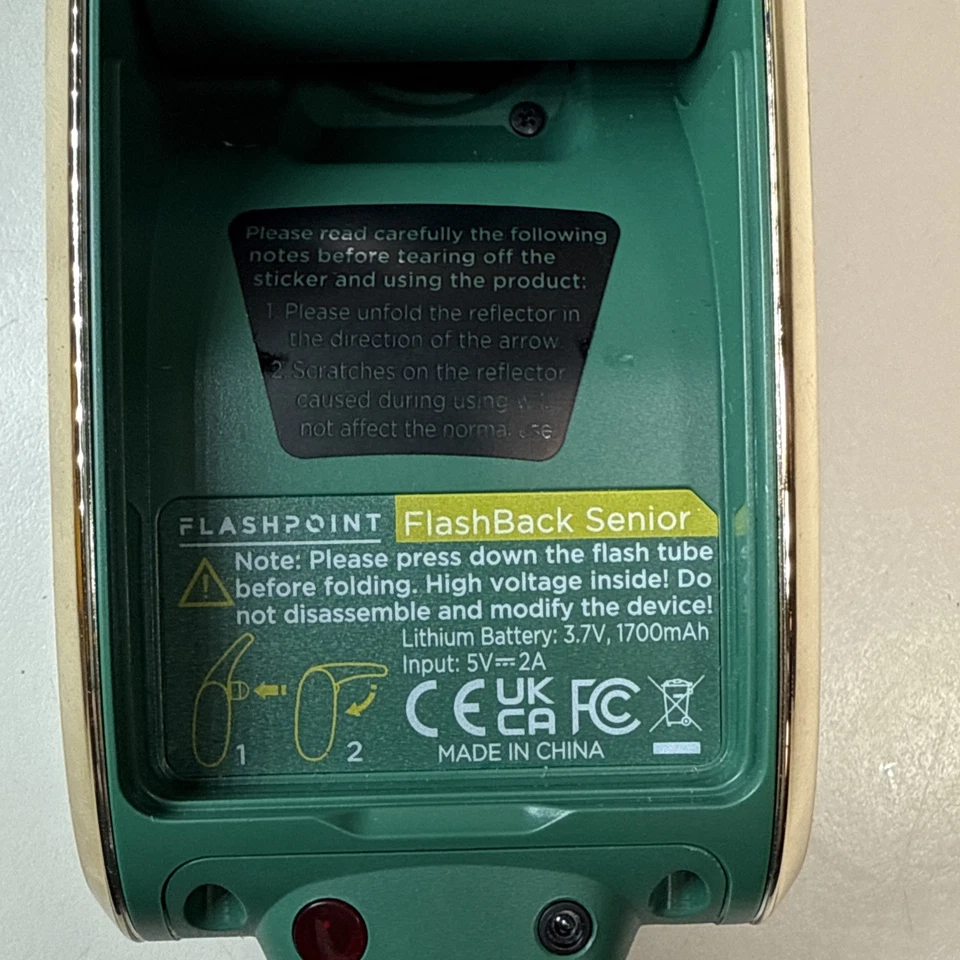 Please read carefully the following
notes before tearing off the
sticker and using the product:
1. Please unfold the reflector in
the direction of the arrow
2. Scratches on the reflector
caused during using
not affect the normal
FLASHPOINT FlashBack Senior
Note: Please press down the flash tube
before folding. High voltage inside! Do
not disassemble and modify the device!
Lithium Battery: 3.7V, 1700mAh
Input: 5V⎓2A
CE UKCA FC
MADE IN CHINA
1 2